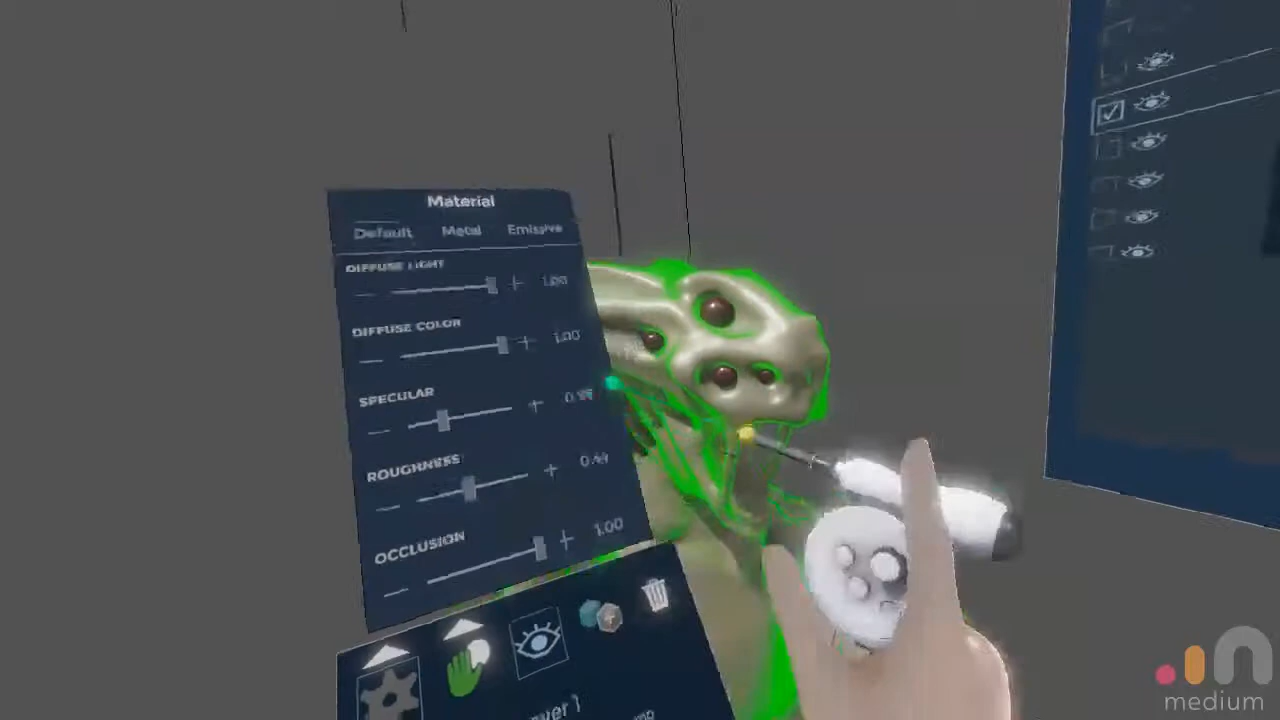 Material
Default Metal Emissive
DIFFUSE LIGHT
1.00
DIFFUSE COLOR
1.00
SPECULAR
ROUGHNESS
OCCLUSION
1.00
medium